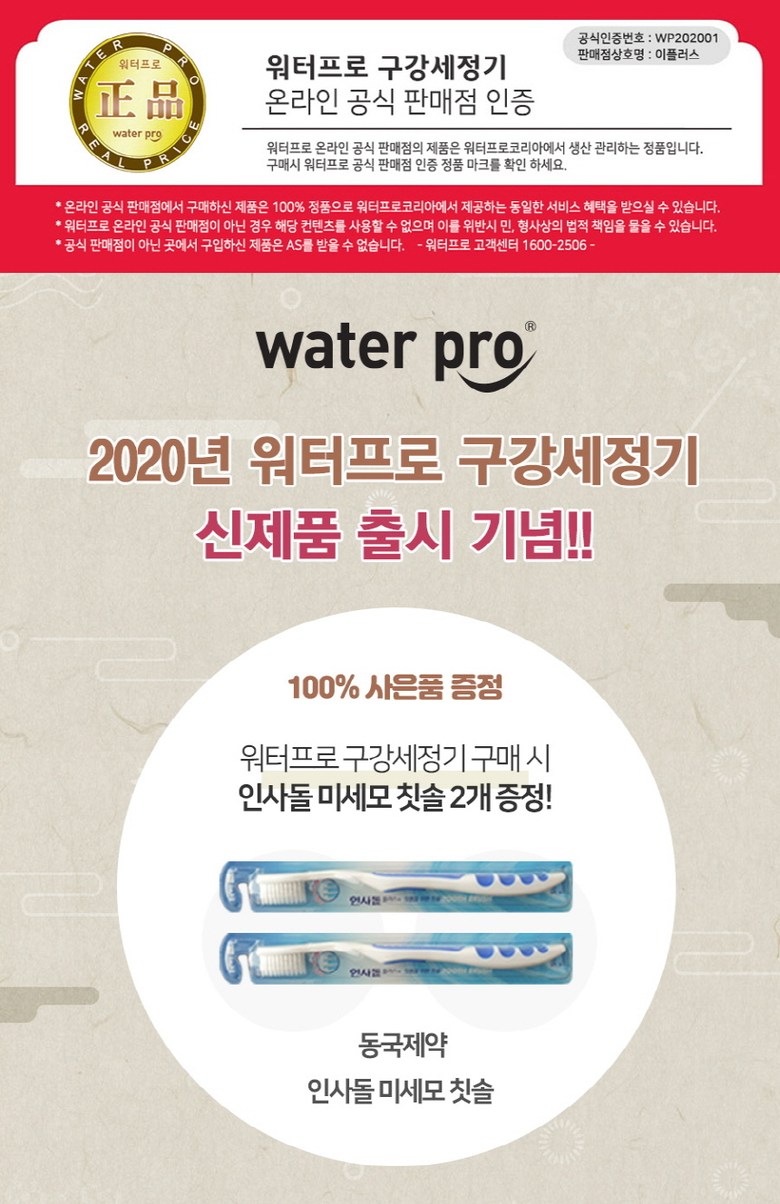 공식인증번호 : WP202001
판매점상호명 : 이플러스
WATER PRO
워터프로
正品
water pro
REAL PRICE
워터프로 구강세정기
온라인 공식 판매점 인증
워터프로 온라인 공식 판매점의 제품은 워터프로코리아에서 생산 관리하는 정품입니다.
구매시 워터프로 공식 판매점 인증 정품 마크를 확인 하세요.
* 온라인 공식 판매점에서 구매하신 제품은 100% 정품으로 워터프로코리아에서 제공하는 동일한 서비스 혜택을 받으실 수 있습니다.
* 워터프로 온라인 공식 판매점이 아닌 경우 해당 컨텐츠를 사용할 수 없으며 이를 위반시 민, 형사상의 법적 책임을 물을 수 있습니다.
* 공식 판매점이 아닌 곳에서 구입하신 제품은 AS를 받을 수 없습니다. - 워터프로 고객센터 1600-2506 -
water pro®
2020년 워터프로 구강세정기
신제품 출시 기념!!
100% 사은품 증정
워터프로 구강세정기 구매 시
인사돌 미세모 칫솔 2개 증정!
인사돌
인사돌
동국제약
인사돌 미세모 칫솔